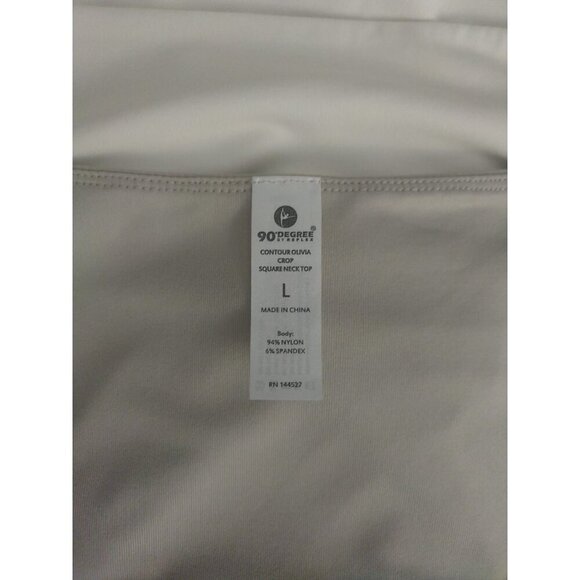 90°DEGREE®
BY REFLEX
CONTOUR OLIVIA
CROP
SQUARE NECK TOP
L
MADE IN CHINA
Body:
94% NYLON
6% SPANDEX
RN 144527